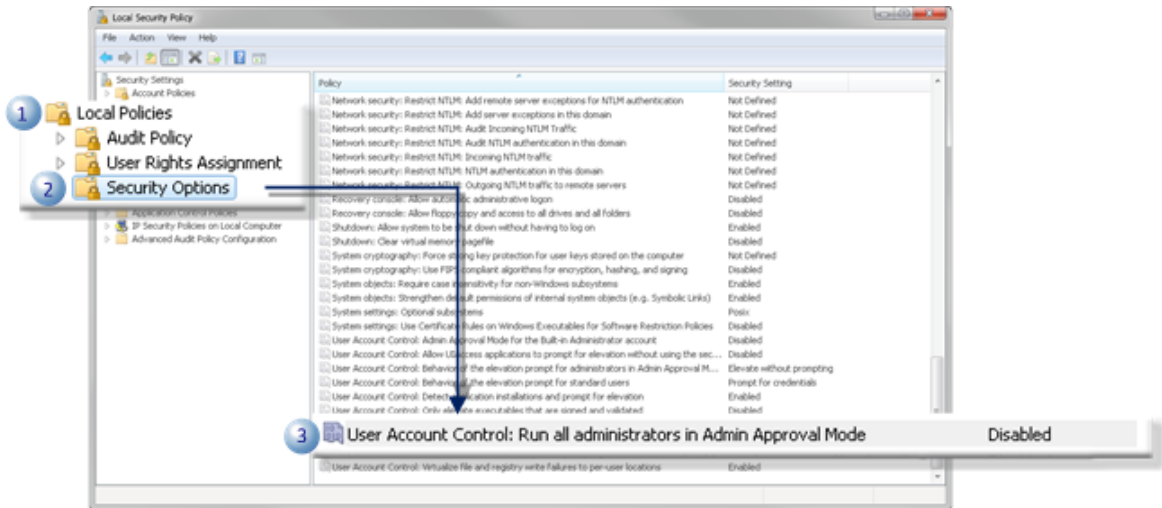 Local Security Policy
File Action View Help
Security Settings
Account Policies
1 Local Policies
Audit Policy
User Rights Assignment
2 Security Options
Application Control Policies
IP Security Policies on Local Computer
Advanced Audit Policy Configuration
Policy Security Setting
Network security: Restrict NTLM: Add remote server exceptions for NTLM authentication Not Defined
Network security: Restrict NTLM: Add server exceptions in this domain Not Defined
Network security: Restrict NTLM: Audit Incoming NTLM Traffic Not Defined
Network security: Restrict NTLM: Audit NTLM authentication in this domain Not Defined
Network security: Restrict NTLM: Incoming NTLM traffic Not Defined
Network security: Restrict NTLM: NTLM authentication in this domain Not Defined
Network security: Restrict NTLM: Outgoing NTLM traffic to remote servers Not Defined
Recovery console: Allow automatic administrative logon Disabled
Recovery console: Allow floppy copy and access to all drives and all folders Disabled
Shutdown: Allow system to be shut down without having to log on Enabled
Shutdown: Clear virtual memory pagefile Disabled
System cryptography: Force strong key protection for user keys stored on the computer Not Defined
System cryptography: Use FIPS compliant algorithms for encryption, hashing, and signing Disabled
System objects: Require case insensitivity for non-Windows subsystems Enabled
System objects: Strengthen default permissions of internal system objects (e.g. Symbolic Links) Enabled
System settings: Optional subsystems Posix
System settings: Use Certificate Rules on Windows Executables for Software Restriction Policies Disabled
User Account Control: Admin Approval Mode for the Built-in Administrator account Disabled
User Account Control: Allow UIAccess applications to prompt for elevation without using the sec... Disabled
User Account Control: Behavior of the elevation prompt for administrators in Admin Approval M... Elevate without prompting
User Account Control: Behavior of the elevation prompt for standard users Prompt for credentials
User Account Control: Detect application installations and prompt for elevation Enabled
User Account Control: Only elevate executables that are signed and validated Disabled
3 User Account Control: Run all administrators in Admin Approval Mode Disabled
User Account Control: Virtualize file and registry write failures to per-user locations Enabled